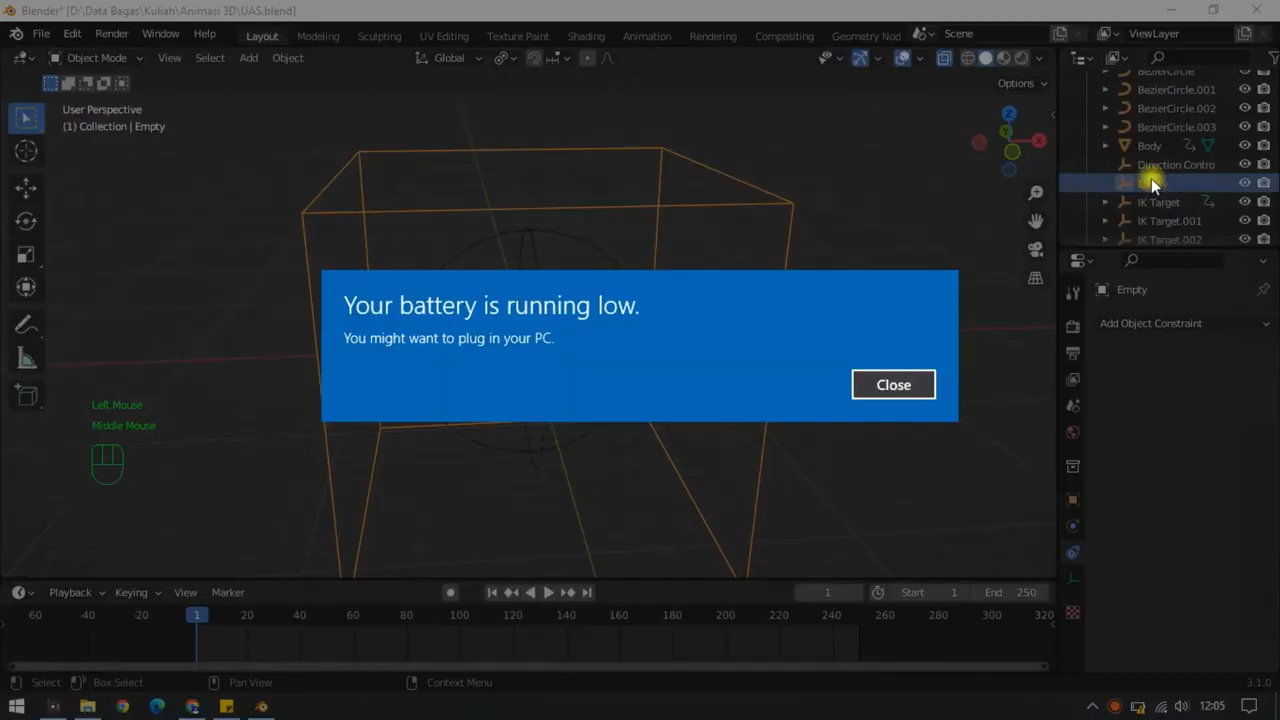 Blender* [D:\Data Bagas\Kuliah\Animasi 3D\UAS.blend]
File Edit Render Window Help Layout Modeling Sculpting UV Editing Texture Paint Shading Animation Rendering Compositing Geometry Nod Scene ViewLayer
Object Mode View Select Add Object Global
Options
User Perspective
(1) Collection | Empty
Z
X
Y
BezierCircle
BezierCircle.001
BezierCircle.002
BezierCircle.003
Body
Direction Contro
IK Target
IK Target.001
IK Target.002
Empty
Add Object Constraint
Your battery is running low.
You might want to plug in your PC.
Close
Left Mouse
Middle Mouse
Playback Keying View Marker 1 Start 1 End 250
60 -40 -20 1 20 40 60 80 100 120 140 160 180 200 220 240 260 280 300 320
Select Box Select Pan View Context Menu 3.1.0
12:05